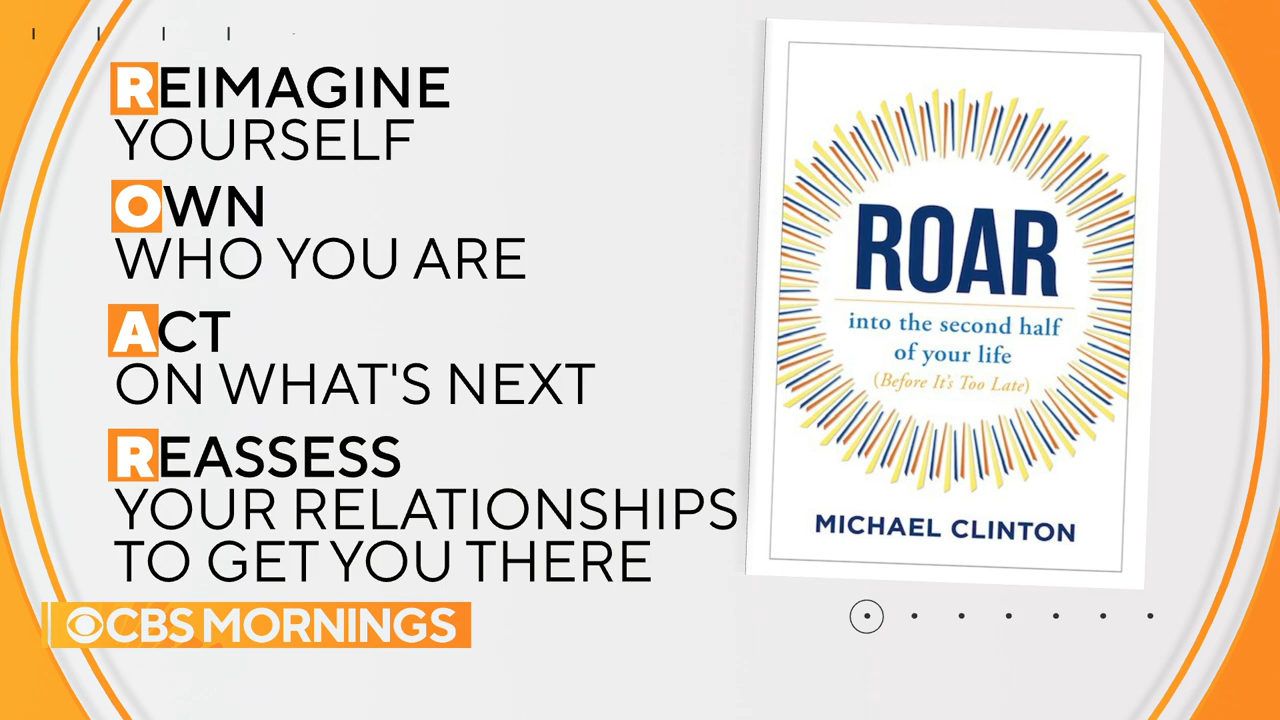 REIMAGINE
YOURSELF
OWN
WHO YOU ARE
ACT
ON WHAT'S NEXT
REASSESS
YOUR RELATIONSHIPS
TO GET YOU THERE
CBS MORNINGS
ROAR
into the second half
of your life
(Before It's Too Late)
MICHAEL CLINTON